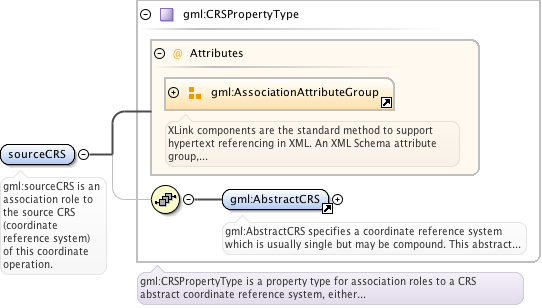 gml:CRSPropertyType
@ Attributes
gml:AssociationAttributeGroup
XLink components are the standard method to support
hypertext referencing in XML. An XML Schema attribute
group,...
sourceCRS
gml:sourceCRS is an
association role to
the source CRS
(coordinate
reference system)
of this coordinate
operation.
gml:AbstractCRS
gml:AbstractCRS specifies a coordinate reference system
which is usually single but may be compound. This abstract...
gml:CRSPropertyType is a property type for association roles to a CRS
abstract coordinate reference system, either...